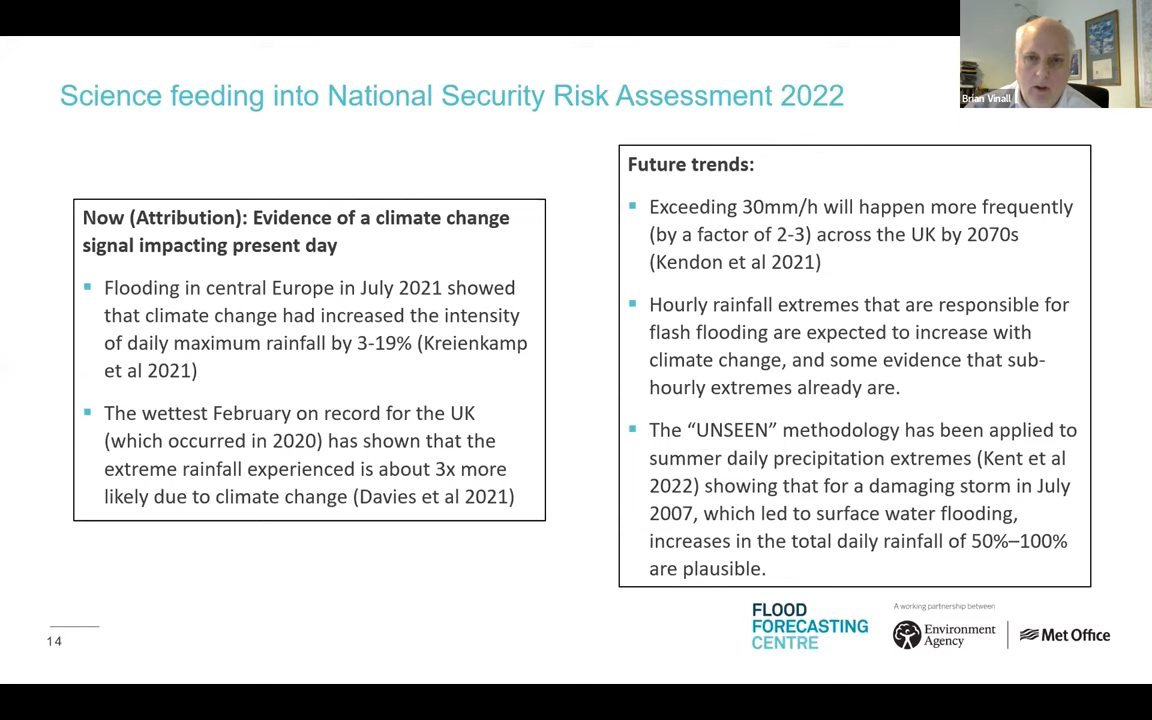 Science feeding into National Security Risk Assessment 2022
Brian Vinall
Now (Attribution): Evidence of a climate change
signal impacting present day
▪ Flooding in central Europe in July 2021 showed
that climate change had increased the intensity
of daily maximum rainfall by 3-19% (Kreienkamp
et al 2021)
▪ The wettest February on record for the UK
(which occurred in 2020) has shown that the
extreme rainfall experienced is about 3x more
likely due to climate change (Davies et al 2021)
Future trends:
▪ Exceeding 30mm/h will happen more frequently
(by a factor of 2-3) across the UK by 2070s
(Kendon et al 2021)
▪ Hourly rainfall extremes that are responsible for
flash flooding are expected to increase with
climate change, and some evidence that sub-
hourly extremes already are.
▪ The “UNSEEN” methodology has been applied to
summer daily precipitation extremes (Kent et al
2022) showing that for a damaging storm in July
2007, which led to surface water flooding,
increases in the total daily rainfall of 50%–100%
are plausible.
14
FLOOD
FORECASTING
CENTRE
A working partnership between
Environment
Agency
Met Office